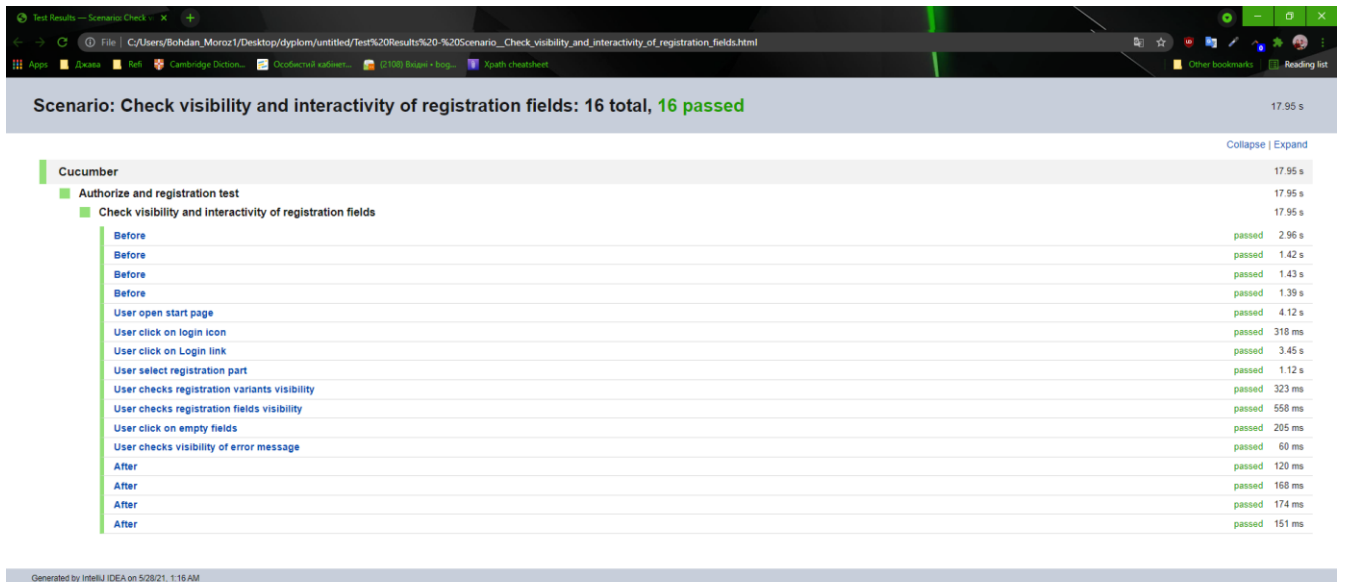 Test Results — Scenario: Check v
File | C:/Users/Bohdan_Moroz1/Desktop/dyplom/untitled/Test%20Results%20-%20Scenario__Check_visibility_and_interactivity_of_registration_fields.html
Apps Джава Refi Cambridge Diction... Особистий кабінет... (2108) Вхідні • bog... Xpath cheatsheet Other bookmarks Reading list
Scenario: Check visibility and interactivity of registration fields: 16 total, 16 passed 17.95 s
Collapse | Expand
Cucumber 17.95 s
Authorize and registration test 17.95 s
Check visibility and interactivity of registration fields 17.95 s
Before passed 2.96 s
Before passed 1.42 s
Before passed 1.43 s
Before passed 1.39 s
User open start page passed 4.12 s
User click on login icon passed 318 ms
User click on Login link passed 3.45 s
User select registration part passed 1.12 s
User checks registration variants visibility passed 323 ms
User checks registration fields visibility passed 558 ms
User click on empty fields passed 205 ms
User checks visibility of error message passed 60 ms
After passed 120 ms
After passed 168 ms
After passed 174 ms
After passed 151 ms
Generated by IntelliJ IDEA on 5/28/21, 1:16 AM